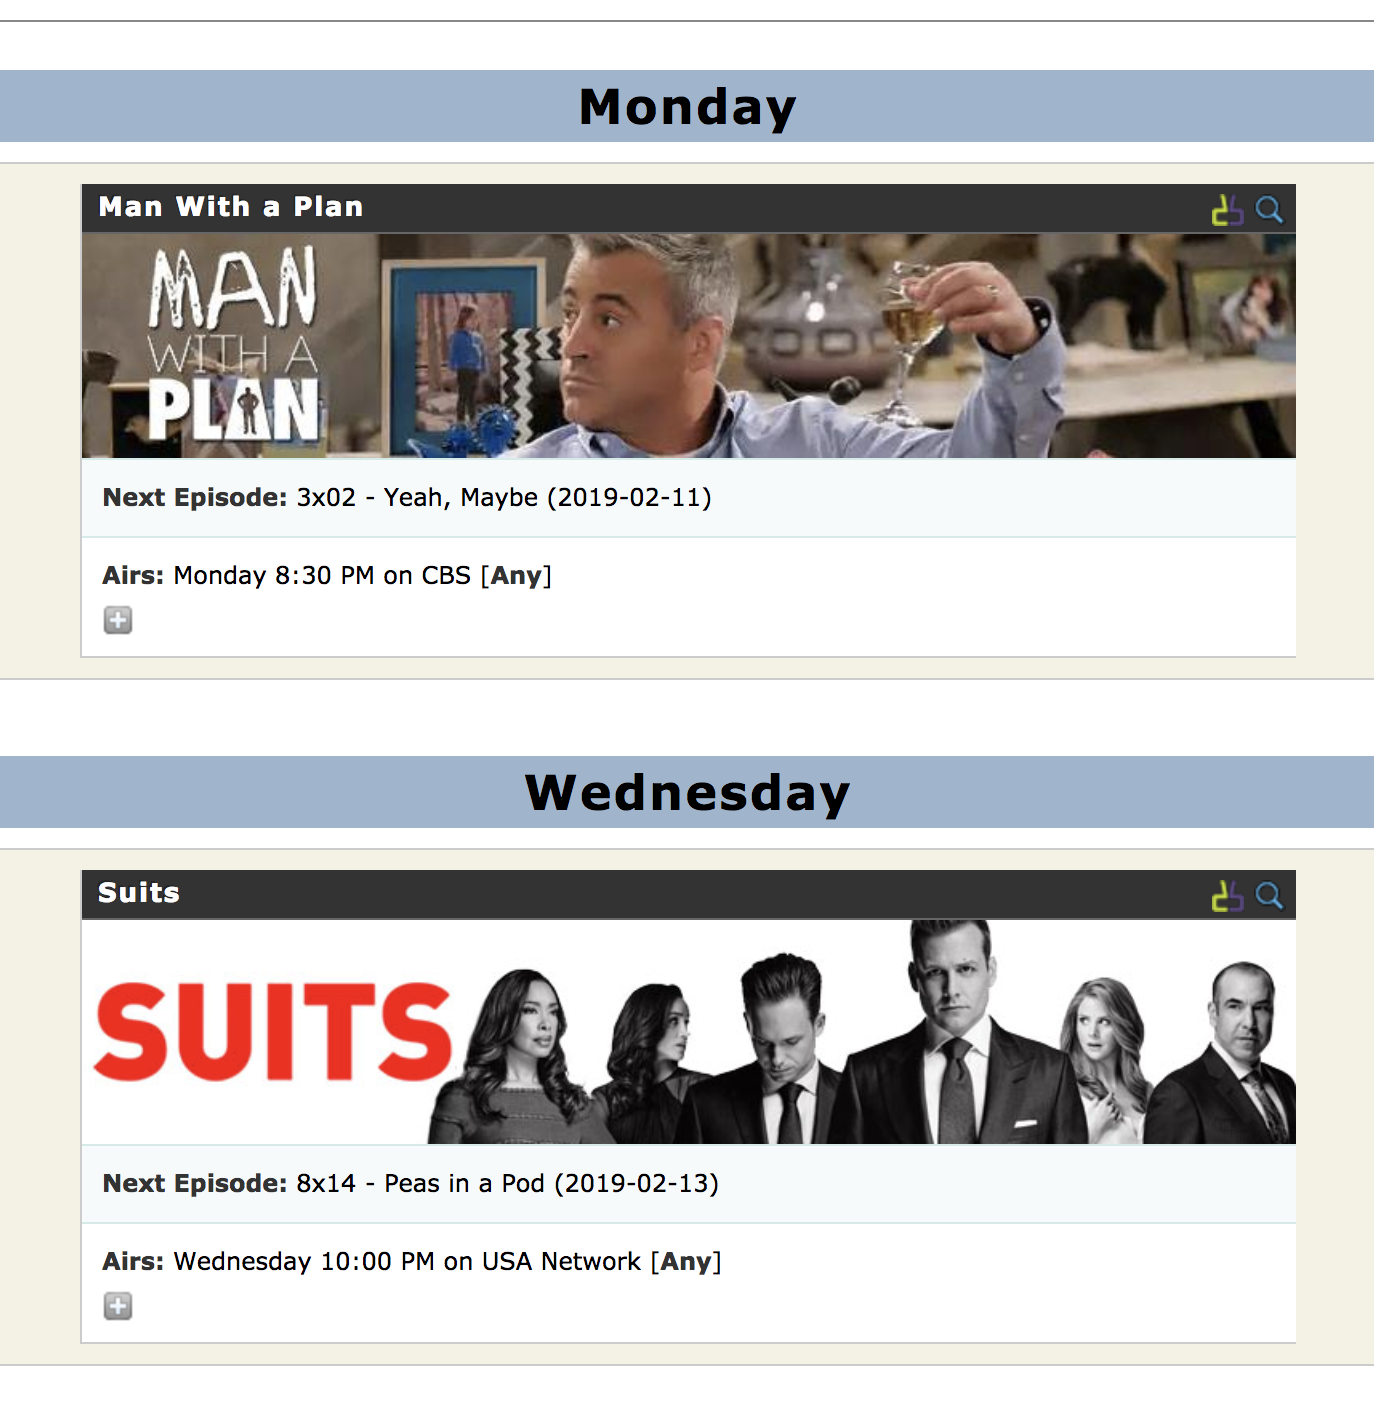 Monday
Man With a Plan
MAN
WITH A
PLAN
Next Episode: 3x02 - Yeah, Maybe (2019-02-11)
Airs: Monday 8:30 PM on CBS [Any]
Wednesday
Suits
SUITS
Next Episode: 8x14 - Peas in a Pod (2019-02-13)
Airs: Wednesday 10:00 PM on USA Network [Any]